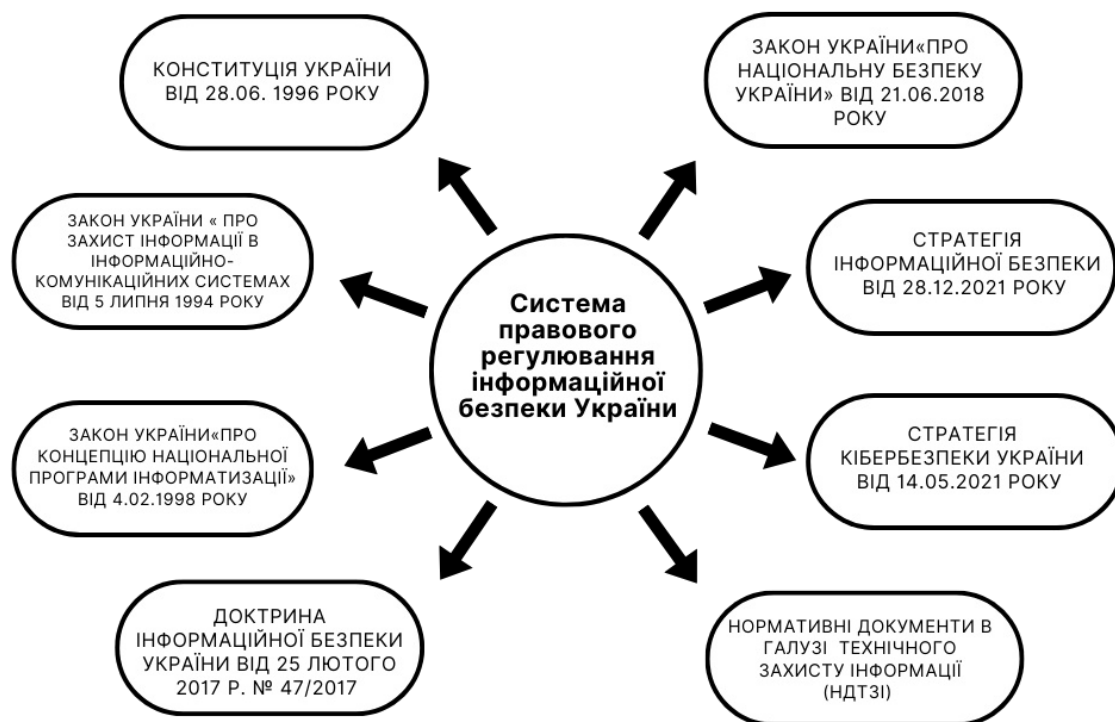 КОНСТИТУЦІЯ УКРАЇНИ
ВІД 28.06. 1996 РОКУ
ЗАКОН УКРАЇНИ«ПРО
НАЦІОНАЛЬНУ БЕЗПЕКУ
УКРАЇНИ» ВІД 21.06.2018
РОКУ
ЗАКОН УКРАЇНИ « ПРО
ЗАХИСТ ІНФОРМАЦІЇ В
ІНФОРМАЦІЙНО-
КОМУНІКАЦІЙНИХ СИСТЕМАХ
ВІД 5 ЛИПНЯ 1994 РОКУ
СТРАТЕГІЯ
ІНФОРМАЦІЙНОЇ БЕЗПЕКИ
ВІД 28.12.2021 РОКУ
Система
правового
регулювання
інформаційної
безпеки України
ЗАКОН УКРАЇНИ«ПРО
КОНЦЕПЦІЮ НАЦІОНАЛЬНОЇ
ПРОГРАМИ ІНФОРМАТИЗАЦІЇ»
ВІД 4.02.1998 РОКУ
СТРАТЕГІЯ
КІБЕРБЕЗПЕКИ УКРАЇНИ
ВІД 14.05.2021 РОКУ
ДОКТРИНА
ІНФОРМАЦІЙНОЇ БЕЗПЕКИ
УКРАЇНИ ВІД 25 ЛЮТОГО
2017 Р. № 47/2017
НОРМАТИВНІ ДОКУМЕНТИ В
ГАЛУЗІ ТЕХНІЧНОГО
ЗАХИСТУ ІНФОРМАЦІЇ
(НДТЗІ)